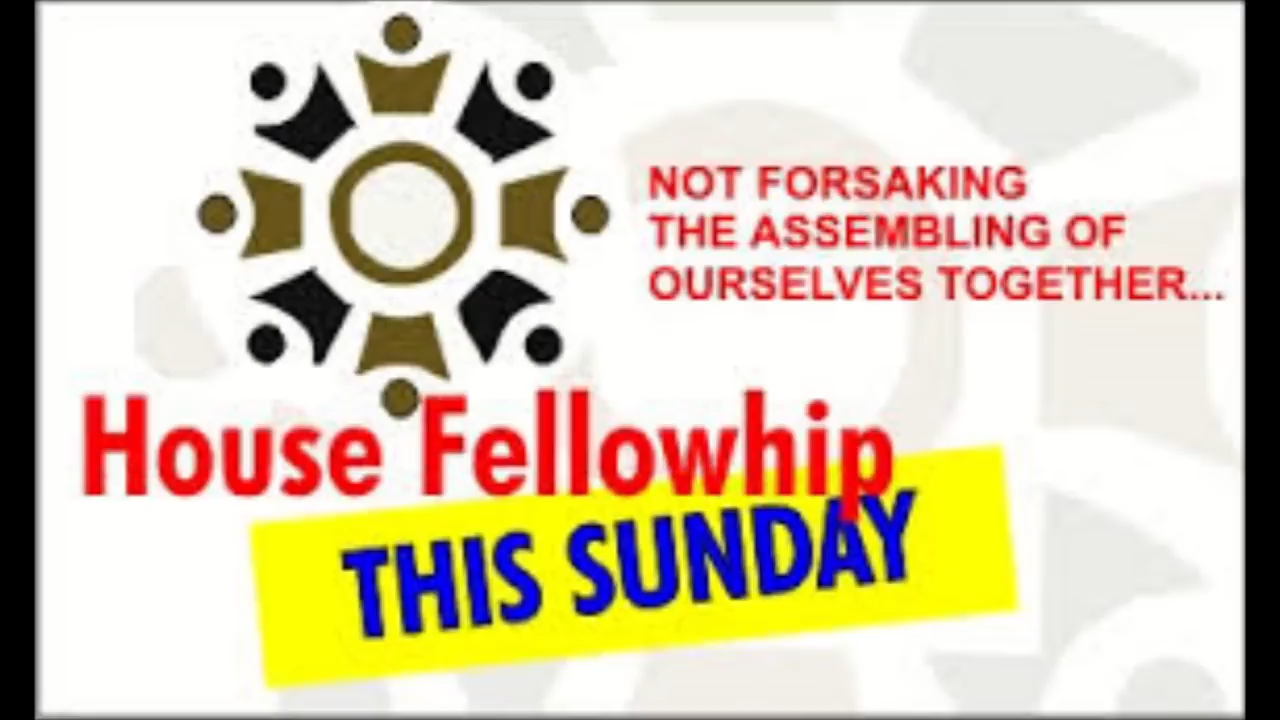 NOT FORSAKING
THE ASSEMBLING OF
OURSELVES TOGETHER...
House Fellowhip
THIS SUNDAY